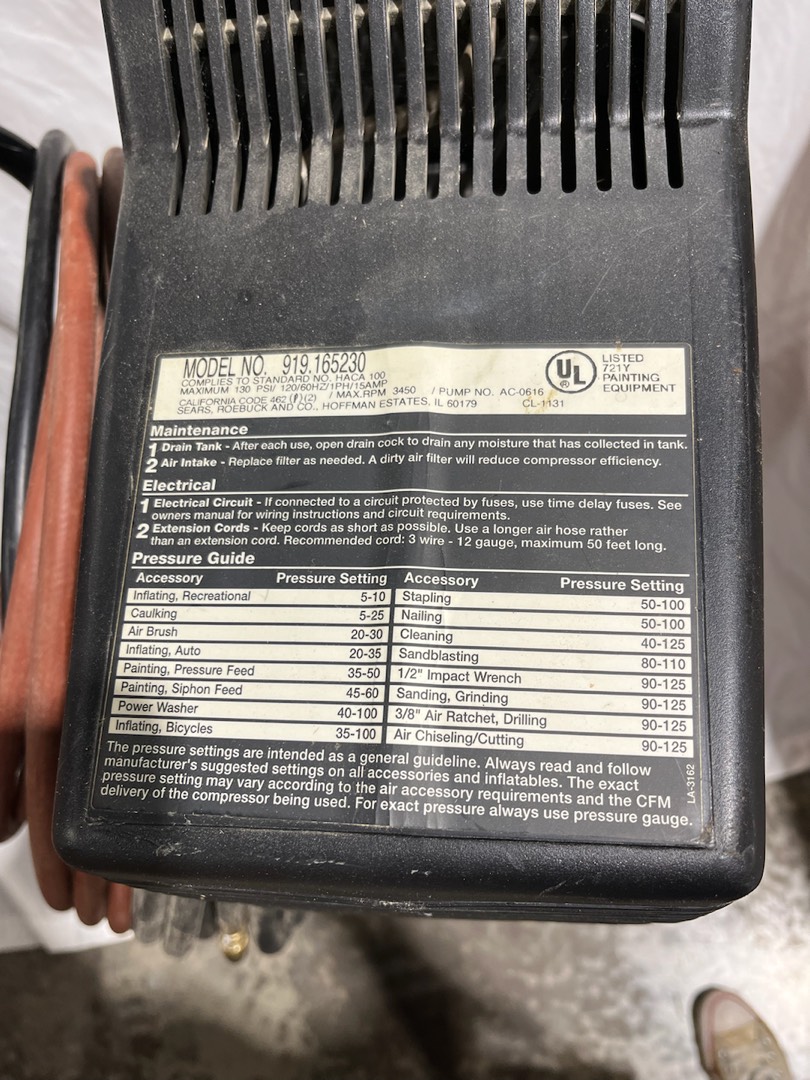 MODEL NO. 919.165230
COMPLIES TO STANDARD NO. HACA 100
MAXIMUM 130 PSI/ 120/60HZ/1PH/15AMP
CALIFORNIA CODE 462 (l)(2) / MAX.RPM 3450 / PUMP NO. AC-0616
SEARS, ROEBUCK AND CO., HOFFMAN ESTATES, IL 60179 CL-1131
UL
®
LISTED
721Y
PAINTING
EQUIPMENT
Maintenance
1 Drain Tank - After each use, open drain cock to drain any moisture that has collected in tank.
2 Air Intake - Replace filter as needed. A dirty air filter will reduce compressor efficiency.
Electrical
1 Electrical Circuit - If connected to a circuit protected by fuses, use time delay fuses. See
owners manual for wiring instructions and circuit requirements.
2 Extension Cords - Keep cords as short as possible. Use a longer air hose rather
than an extension cord. Recommended cord: 3 wire - 12 gauge, maximum 50 feet long.
Pressure Guide
Accessory Pressure Setting Accessory Pressure Setting
Inflating, Recreational 5-10 Stapling 50-100
Caulking 5-25 Nailing 50-100
Air Brush 20-30 Cleaning 40-125
Inflating, Auto 20-35 Sandblasting 80-110
Painting, Pressure Feed 35-50 1/2" Impact Wrench 90-125
Painting, Siphon Feed 45-60 Sanding, Grinding 90-125
Power Washer 40-100 3/8" Air Ratchet, Drilling 90-125
Inflating, Bicycles 35-100 Air Chiseling/Cutting 90-125
The pressure settings are intended as a general guideline. Always read and follow
manufacturer's suggested settings on all accessories and inflatables. The exact
pressure setting may vary according to the air accessory requirements and the CFM
delivery of the compressor being used. For exact pressure always use pressure gauge.
LA-3162